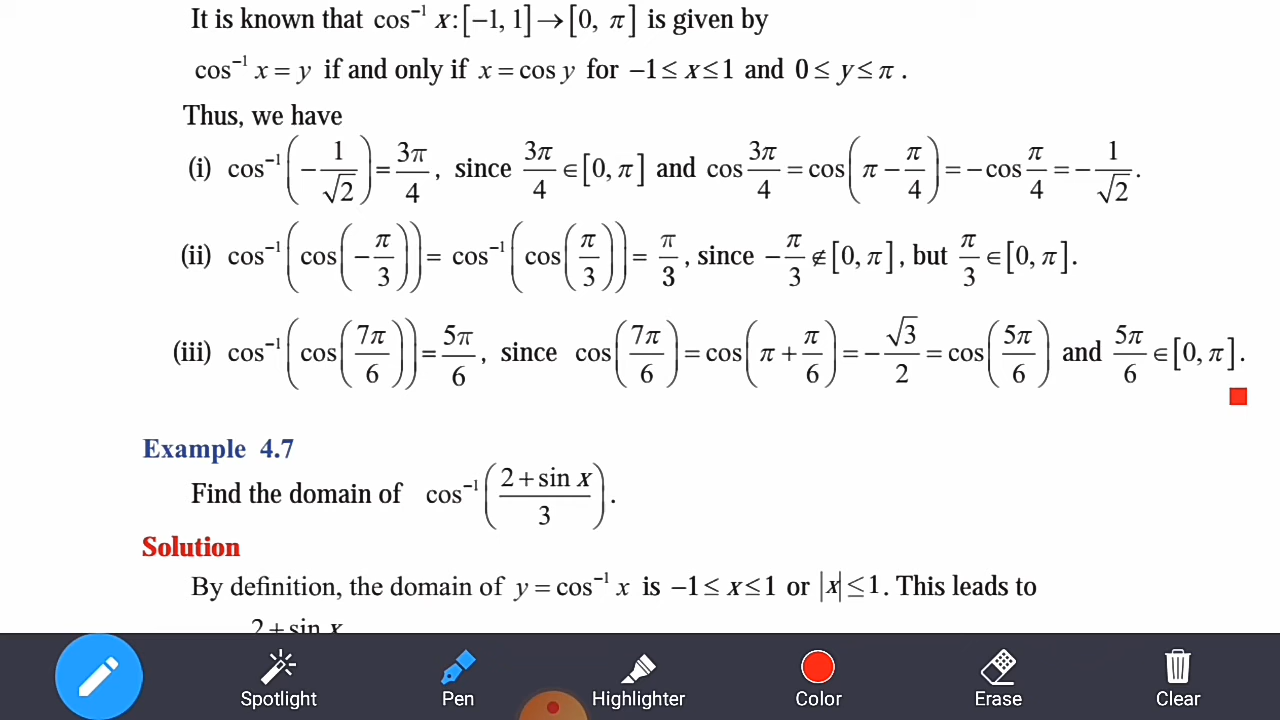 It is known that cos⁻¹ x : [−1, 1] → [0, π] is given by
cos⁻¹ x = y if and only if x = cos y for −1 ≤ x ≤ 1 and 0 ≤ y ≤ π .
Thus, we have
(i) cos⁻¹(−1/√2) = 3π/4, since 3π/4 ∈ [0, π] and cos 3π/4 = cos(π − π/4) = −cos π/4 = −1/√2.
(ii) cos⁻¹(cos(−π/3)) = cos⁻¹(cos(π/3)) = π/3, since −π/3 ∉ [0, π], but π/3 ∈ [0, π].
(iii) cos⁻¹(cos(7π/6)) = 5π/6, since cos(7π/6) = cos(π + π/6) = −√3/2 = cos(5π/6) and 5π/6 ∈ [0, π].
Example 4.7
Find the domain of cos⁻¹((2 + sin x)/3).
Solution
By definition, the domain of y = cos⁻¹ x is −1 ≤ x ≤ 1 or |x| ≤ 1. This leads to
2 + sin x
Spotlight Pen Highlighter Color Erase Clear